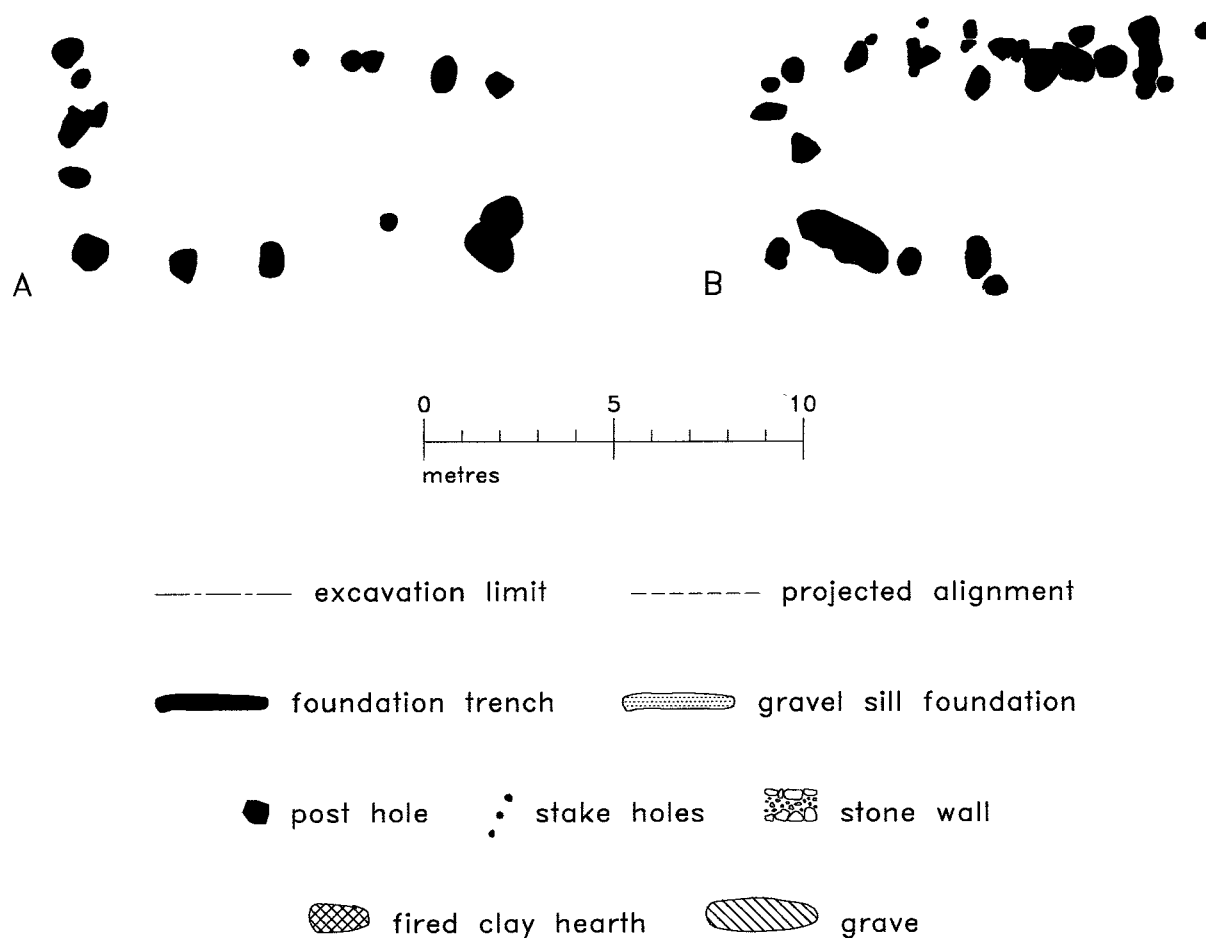 A
B
0 5 10
metres
excavation limit
projected alignment
foundation trench
gravel sill foundation
post hole
stake holes
stone wall
fired clay hearth
grave